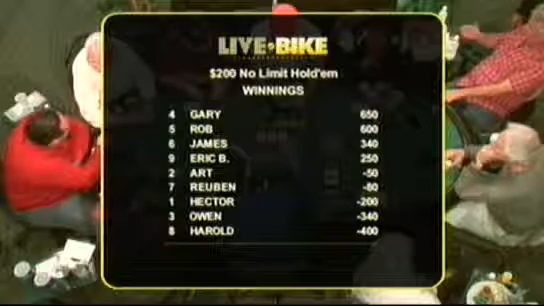 LIVE BIKE
$200 No Limit Hold'em
WINNINGS
4 GARY 650
5 ROB 600
6 JAMES 340
9 ERIC B. 250
2 ART -50
7 REUBEN -80
1 HECTOR -200
3 OWEN -340
8 HAROLD -400